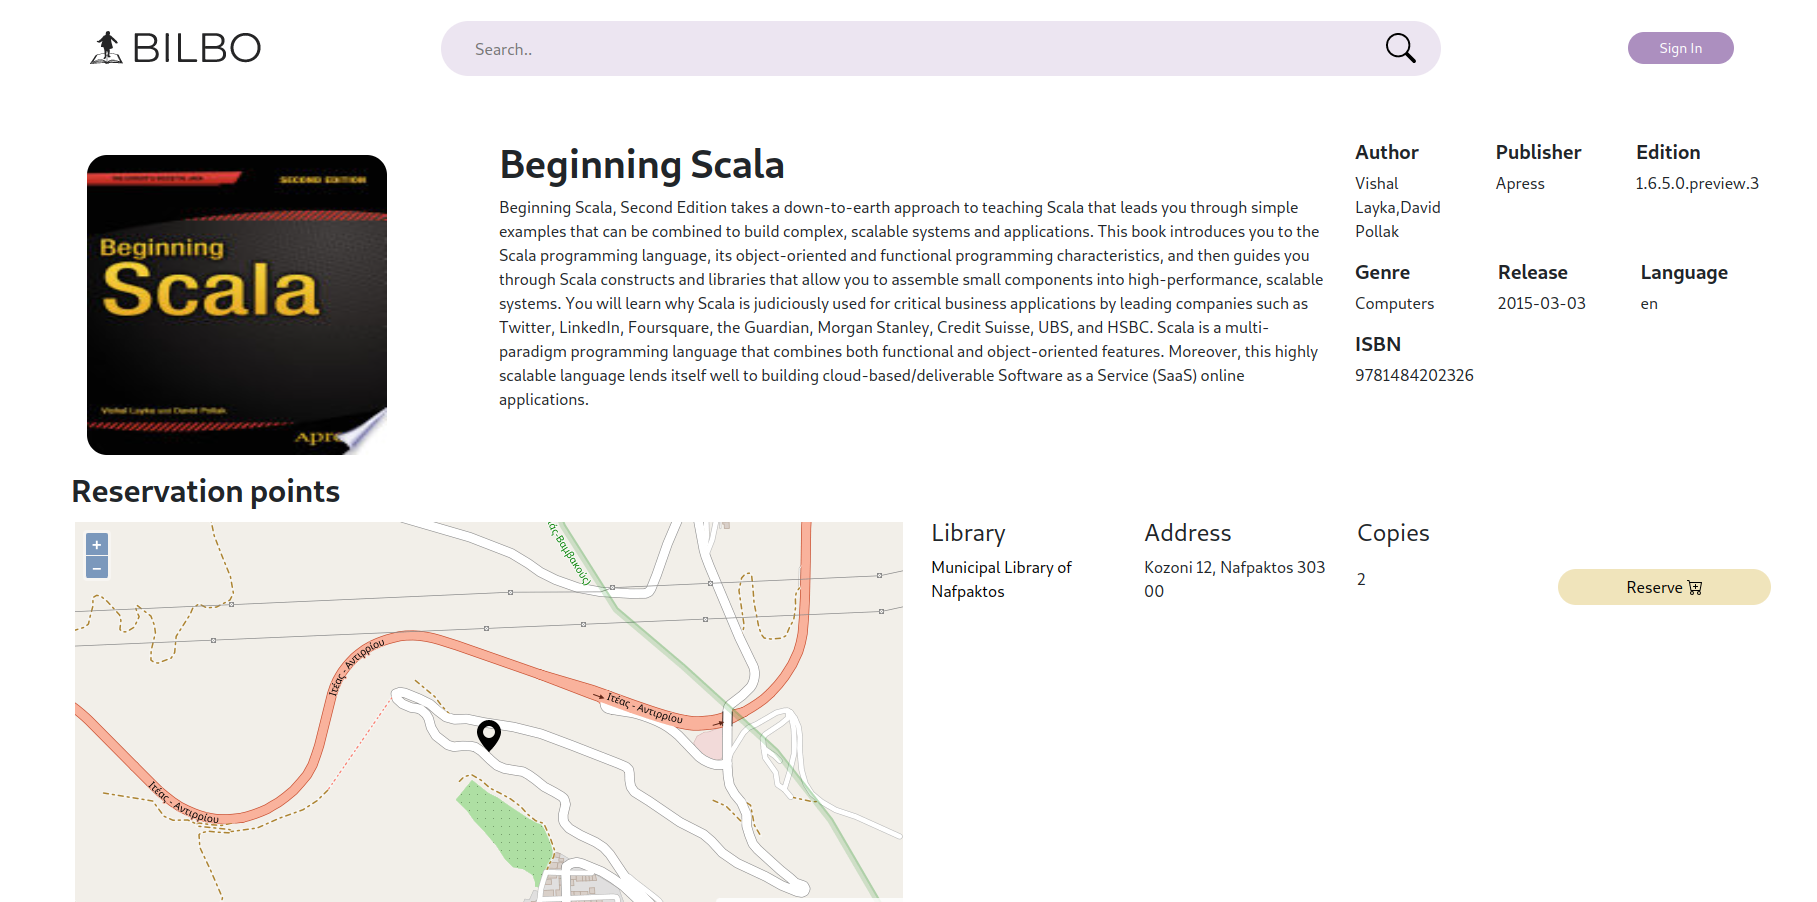 BILBO
Search..
Sign In
SECOND EDITION
Beginning
Scala
Vishal Layka and David Pollak
Beginning Scala
Beginning Scala, Second Edition takes a down-to-earth approach to teaching Scala that leads you through simple
examples that can be combined to build complex, scalable systems and applications. This book introduces you to the
Scala programming language, its object-oriented and functional programming characteristics, and then guides you
through Scala constructs and libraries that allow you to assemble small components into high-performance, scalable
systems. You will learn why Scala is judiciously used for critical business applications by leading companies such as
Twitter, LinkedIn, Foursquare, the Guardian, Morgan Stanley, Credit Suisse, UBS, and HSBC. Scala is a multi-
paradigm programming language that combines both functional and object-oriented features. Moreover, this highly
scalable language lends itself well to building cloud-based/deliverable Software as a Service (SaaS) online
applications.
Author
Publisher
Edition
Vishal
Layka,David
Pollak
Apress
1.6.5.0.preview.3
Genre
Release
Language
Computers
2015-03-03
en
ISBN
9781484202326
Reservation points
+
−
άς-Βαμβακούς)
Ιτέας - Αντιρρίου
Ιτέας - Αντιρρίου
Ιτέας - Αντιρρίου
Library
Address
Copies
Municipal Library of
Nafpaktos
Kozoni 12, Nafpaktos 303
00
2
Reserve